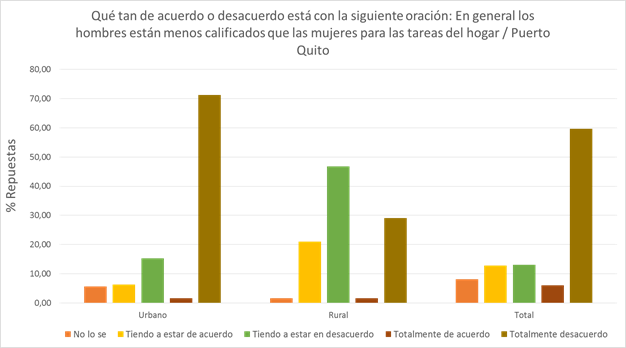 Qué tan de acuerdo o desacuerdo está con la siguiente oración: En general los
hombres están menos calificados que las mujeres para las tareas del hogar / Puerto
Quito
% Repuestas
80,00
70,00
60,00
50,00
40,00
30,00
20,00
10,00
0,00
Urbano Rural Total
No lo se Tiendo a estar de acuerdo Tiendo a estar en desacuerdo Totalmente de acuerdo Totalmente desacuerdo